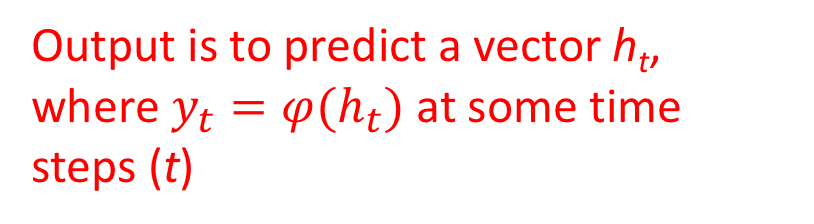 Output is to predict a vector hₜ,
where yₜ = φ(hₜ) at some time
steps (t)